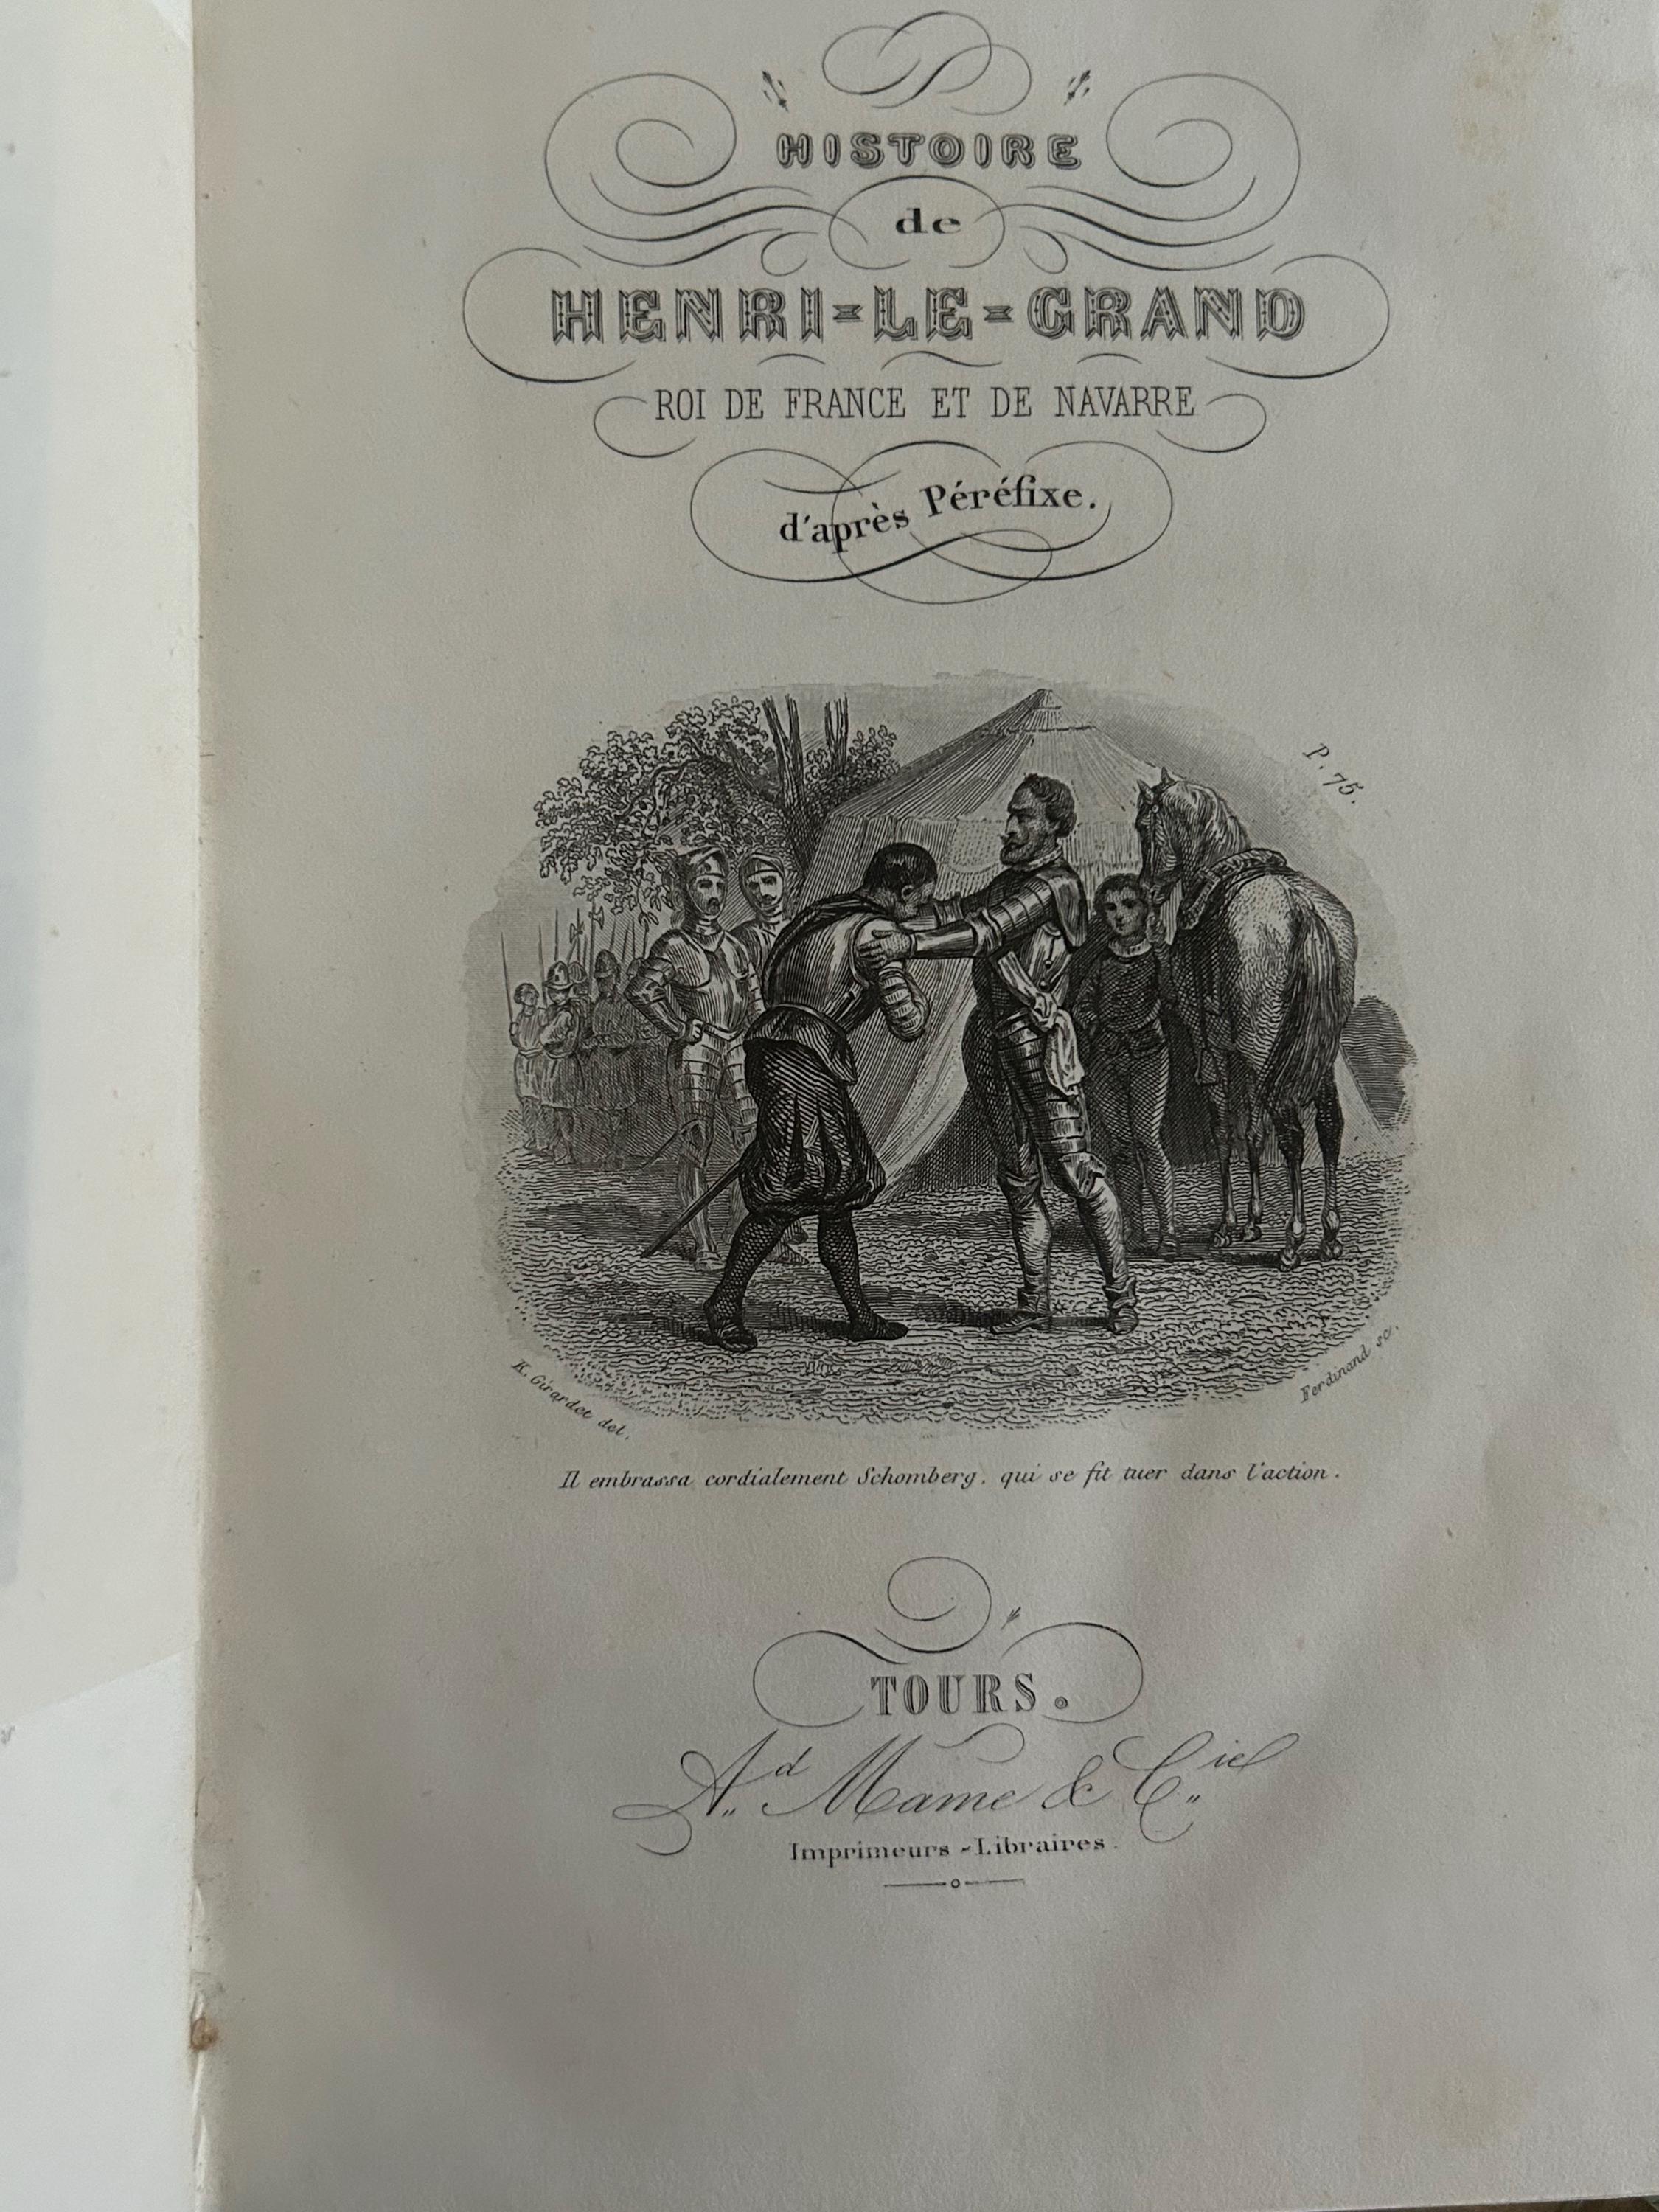 HISTOIRE
de
HENRI=LE=GRAND
ROI DE FRANCE ET DE NAVARRE
d'après Péréfixe.
P. 75.
K. Girardet del.
Ferdinand sc.
Il embrassa cordialement Schomberg, qui se fit tuer dans l'action.
TOURS.
Ad Mame & Cie
Imprimeurs-Libraires.